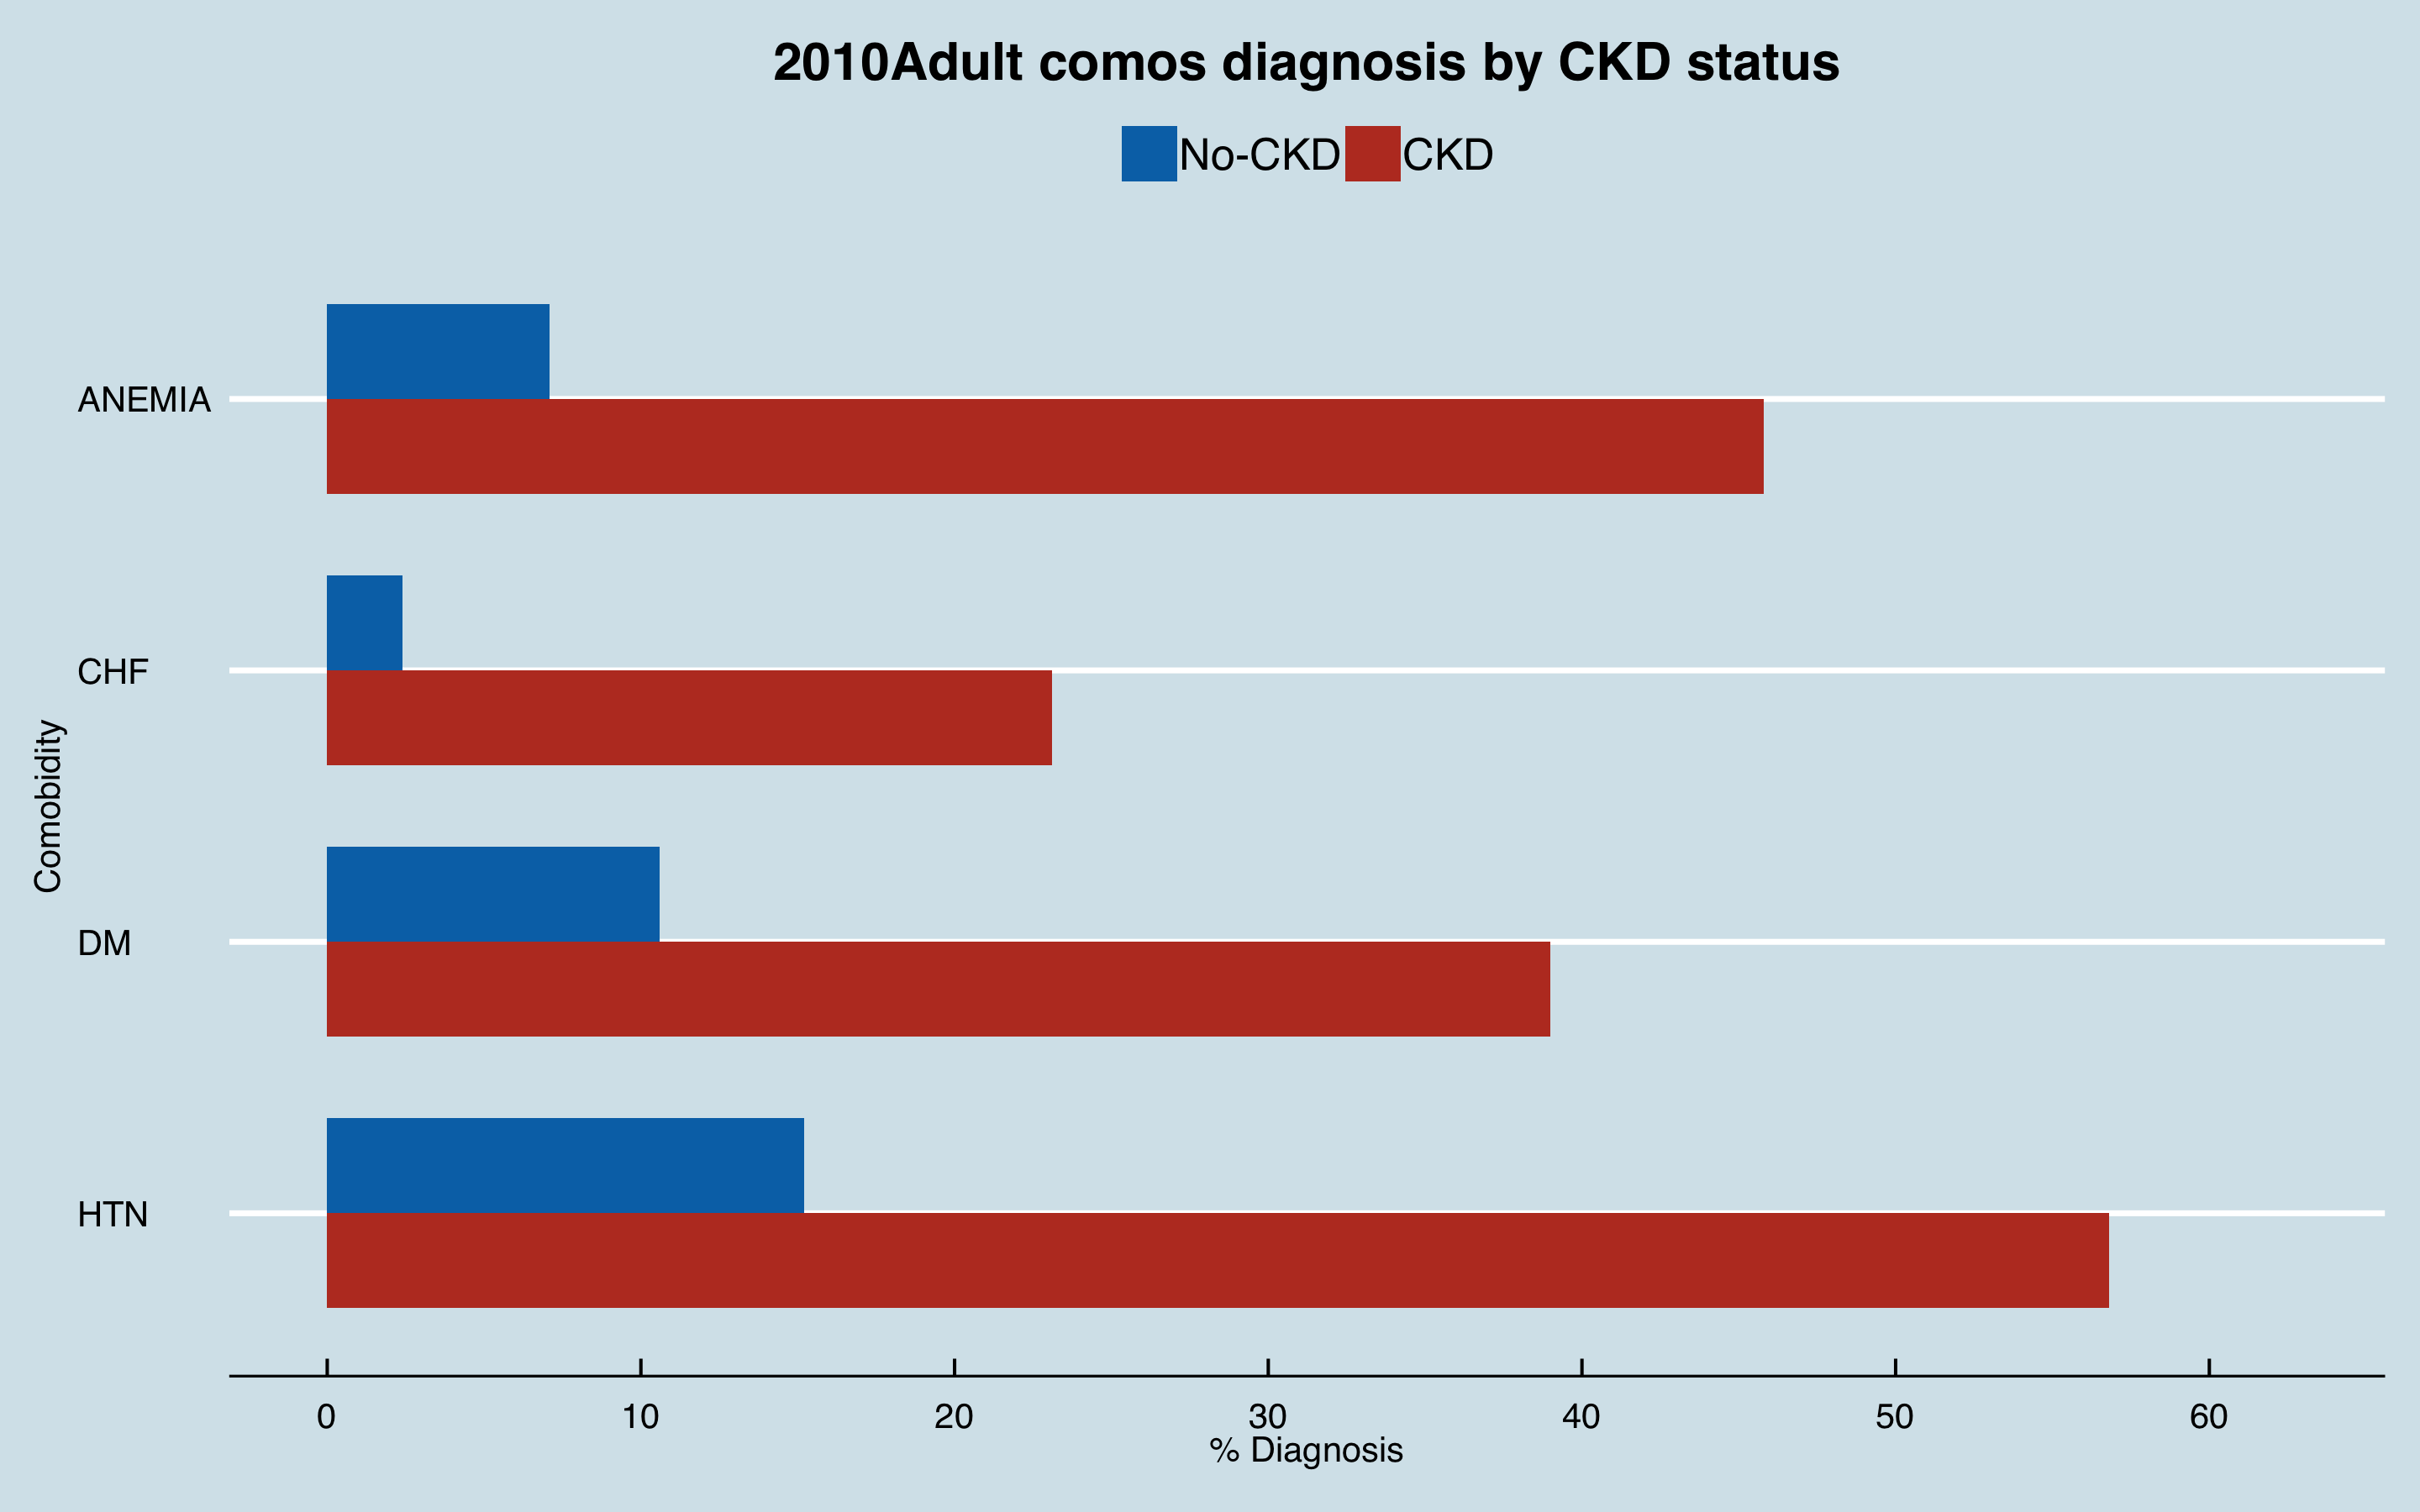 2010Adult comos diagnosis by CKD status
No-CKD CKD
ANEMIA
CHF
Comobidity
DM
HTN
0 10 20 30 40 50 60
% Diagnosis